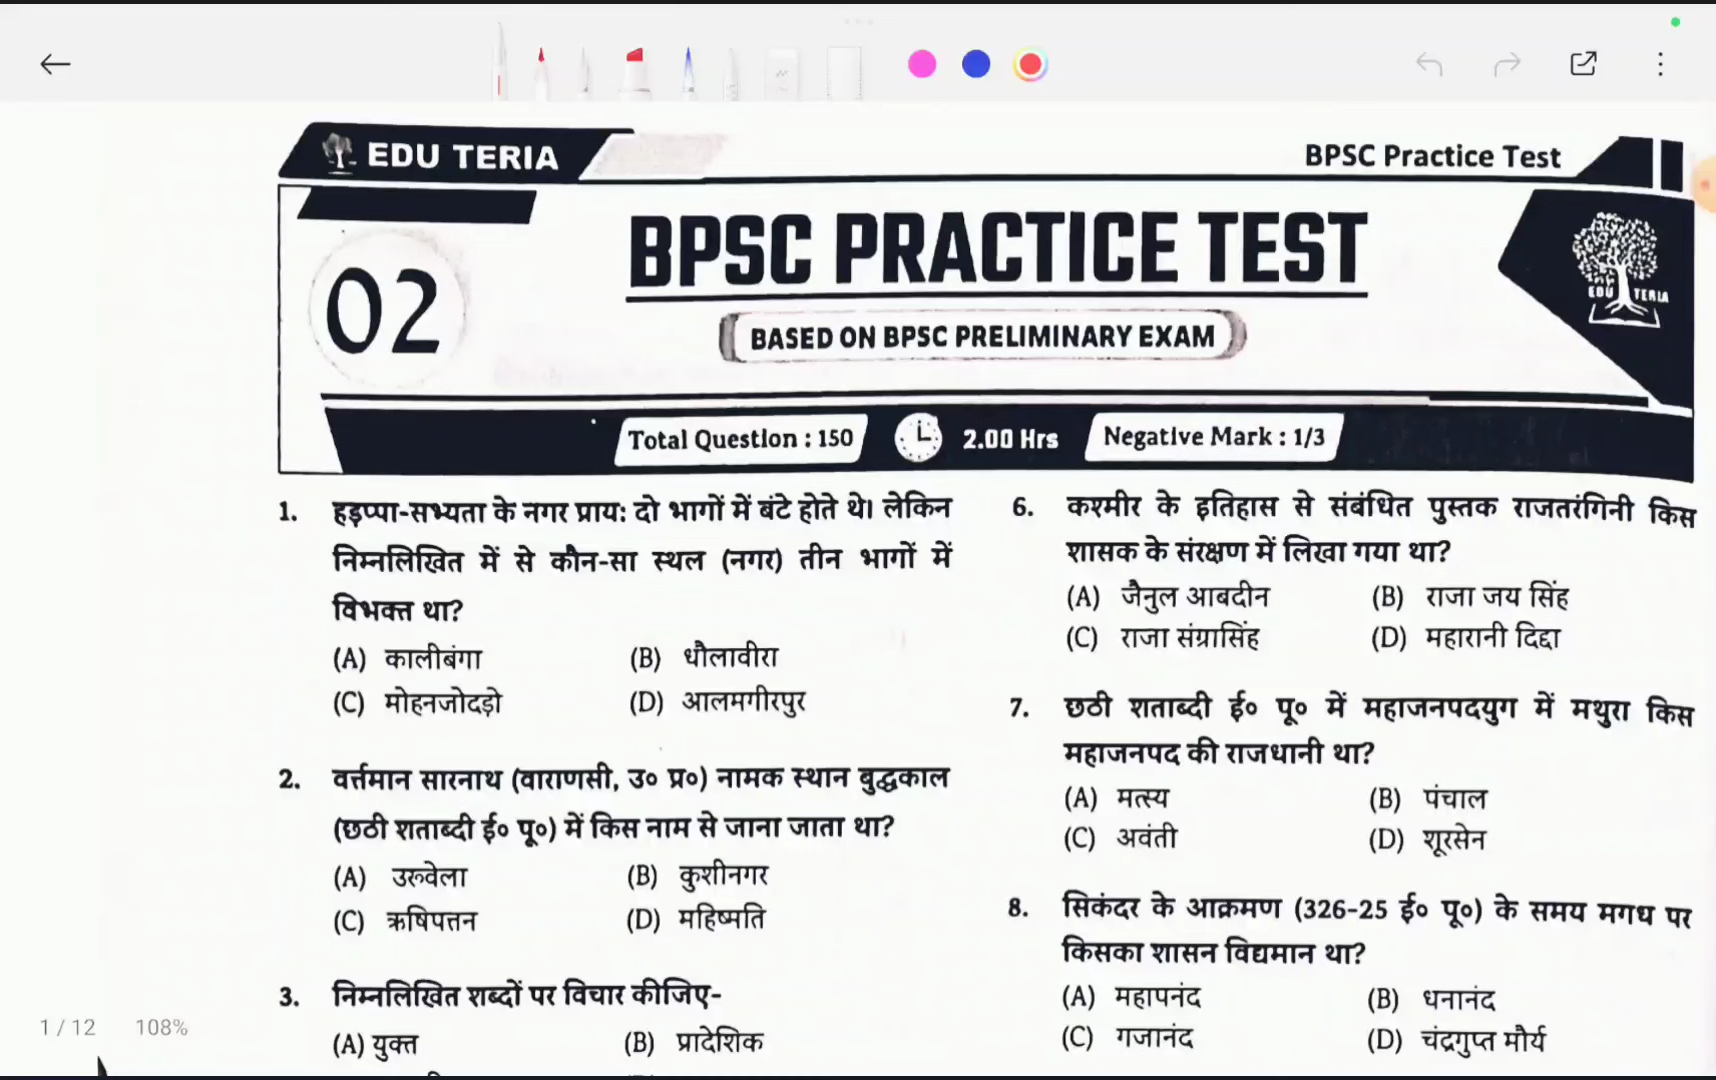 EDU TERIA
BPSC Practice Test
02
BPSC PRACTICE TEST
BASED ON BPSC PRELIMINARY EXAM
EDU TERIA
Total Question : 150
2.00 Hrs
Negative Mark : 1/3
1. हड़प्पा-सभ्यता के नगर प्राय: दो भागों में बंटे होते थे। लेकिन
निम्नलिखित में से कौन-सा स्थल (नगर) तीन भागों में
विभक्त था?
(A) कालीबंगा (B) धौलावीरा
(C) मोहनजोदड़ो (D) आलमगीरपुर
2. वर्त्तमान सारनाथ (वाराणसी, उ० प्र०) नामक स्थान बुद्धकाल
(छठी शताब्दी ई० पू०) में किस नाम से जाना जाता था?
(A) उरूवेला (B) कुशीनगर
(C) ऋषिपत्तन (D) महिष्मति
3. निम्नलिखित शब्दों पर विचार कीजिए-
(A) युक्त (B) प्रादेशिक
6. कश्मीर के इतिहास से संबंधित पुस्तक राजतरंगिनी किस
शासक के संरक्षण में लिखा गया था?
(A) जैनुल आबदीन (B) राजा जय सिंह
(C) राजा संग्रासिंह (D) महारानी दिद्दा
7. छठी शताब्दी ई० पू० में महाजनपदयुग में मथुरा किस
महाजनपद की राजधानी था?
(A) मत्स्य (B) पंचाल
(C) अवंती (D) शूरसेन
8. सिकंदर के आक्रमण (326-25 ई० पू०) के समय मगध पर
किसका शासन विद्यमान था?
(A) महापनंद (B) धनानंद
(C) गजानंद (D) चंद्रगुप्त मौर्य
1 / 12 108%